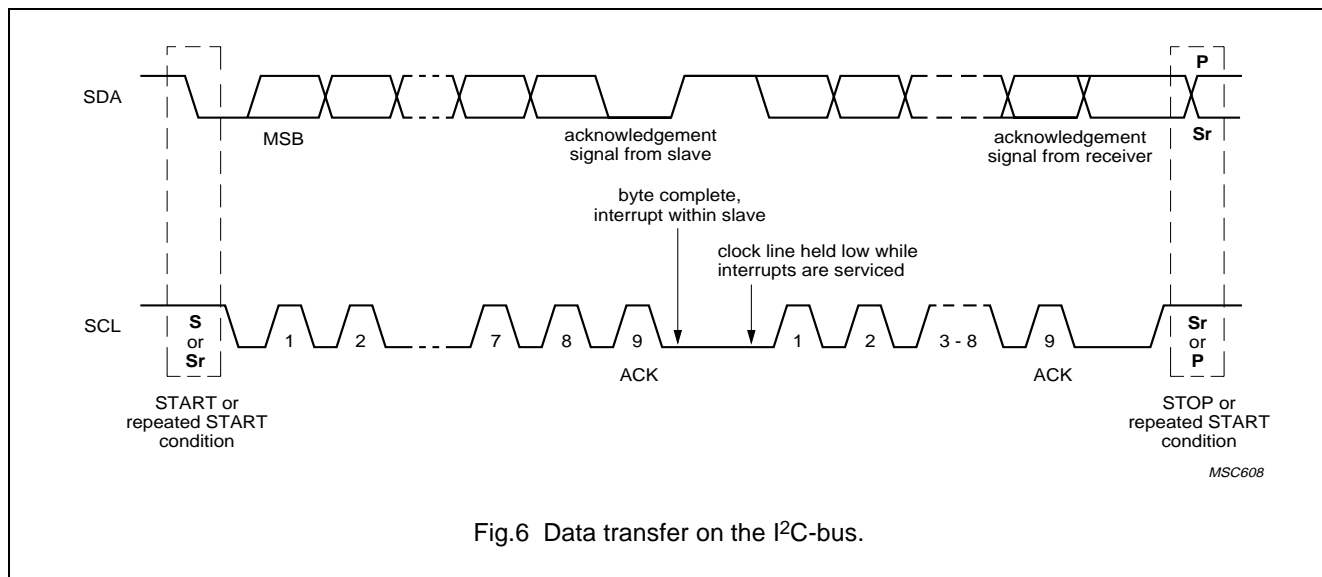 P
SDA
MSB
acknowledgement
signal from slave
acknowledgement
signal from receiver
Sr
byte complete,
interrupt within slave
clock line held low while
interrupts are serviced
SCL
S
or
Sr
1
2
7
8
9
1
2
3 - 8
9
Sr
or
P
ACK
ACK
START or
repeated START
condition
STOP or
repeated START
condition
MSC608
Fig.6 Data transfer on the I²C-bus.